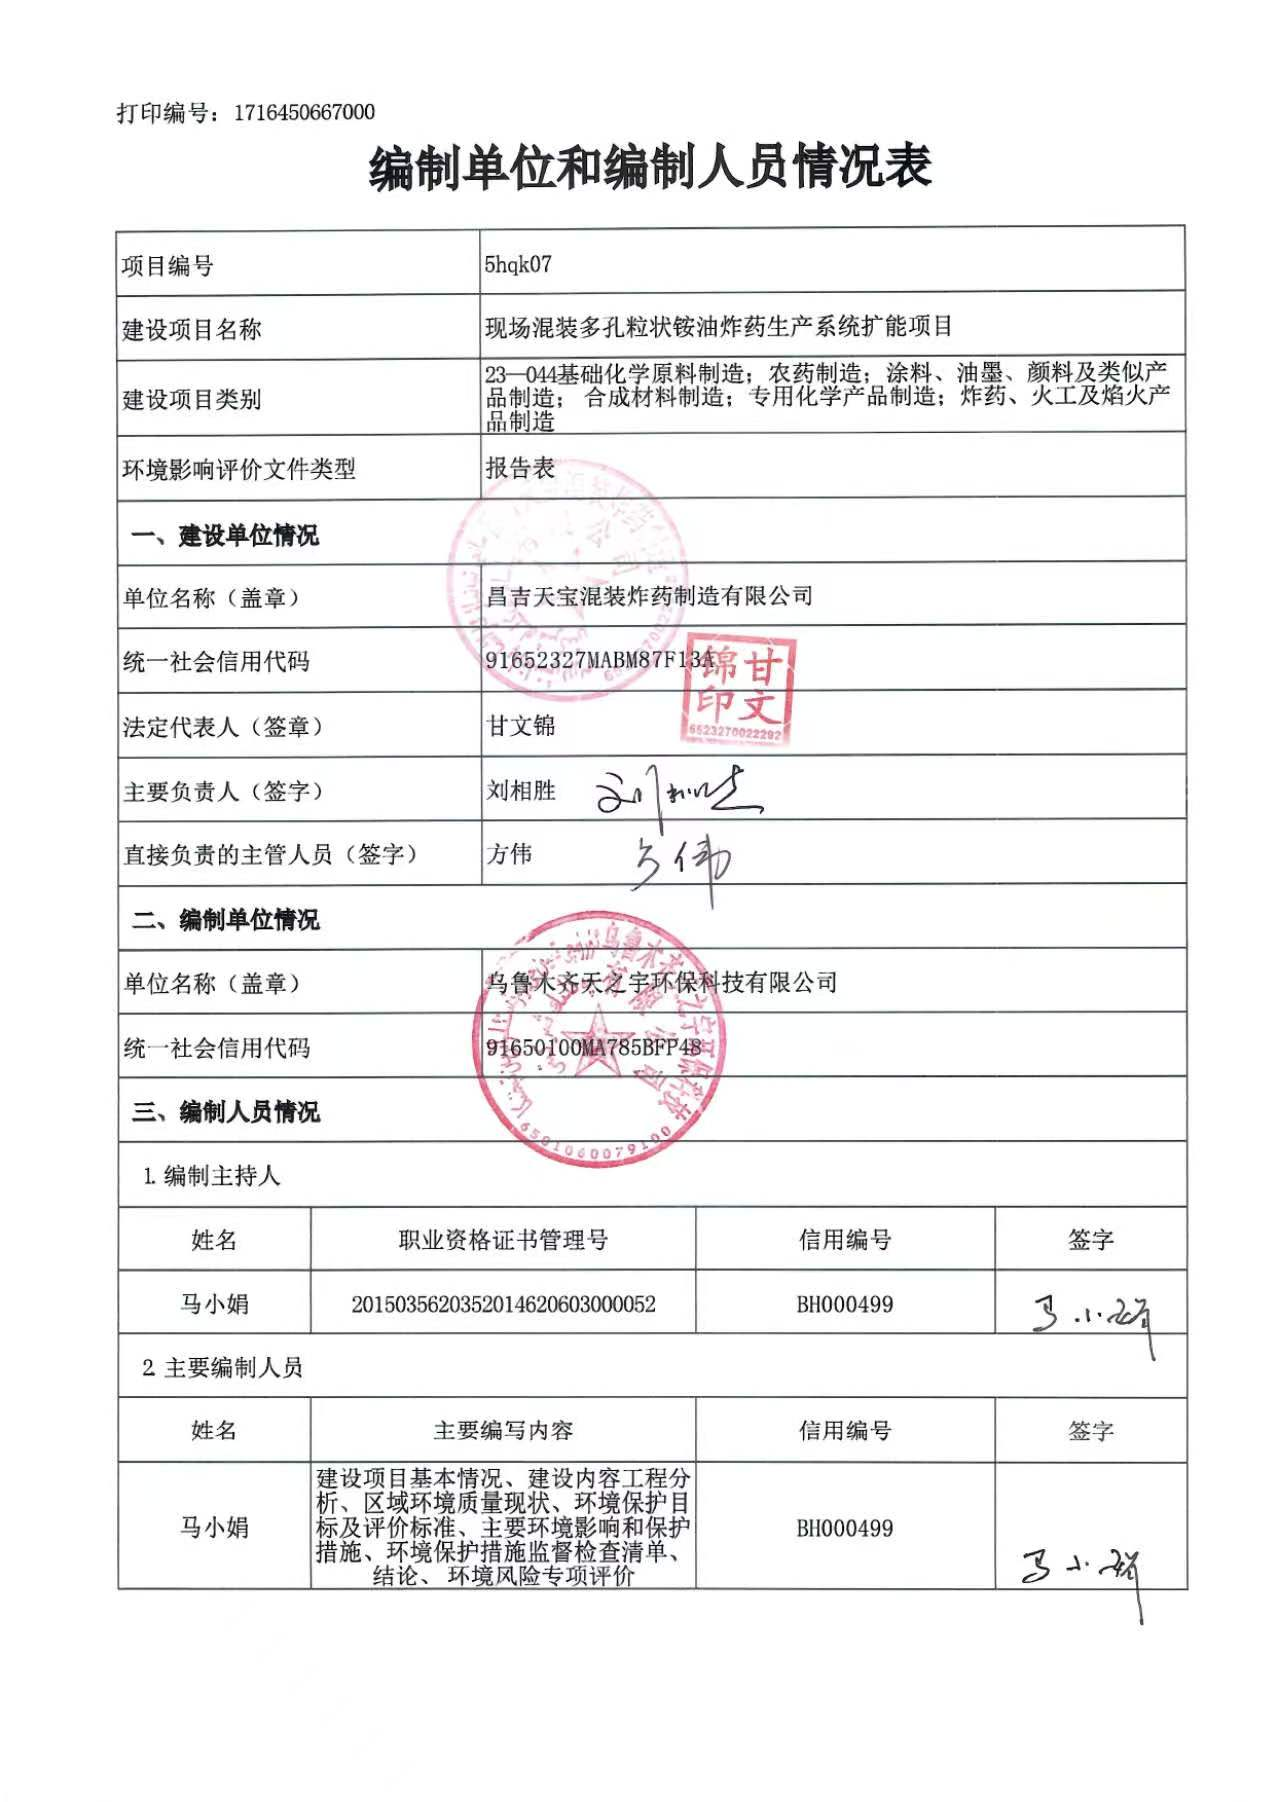 打印编号：1716450667000
编制单位和编制人员情况表
项目编号 5hqk07
建设项目名称 现场混装多孔粒状铵油炸药生产系统扩能项目
建设项目类别 23—044基础化学原料制造；农药制造；涂料、油墨、颜料及类似产
品制造；合成材料制造；专用化学产品制造；炸药、火工及焰火产
品制造
环境影响评价文件类型 报告表
一、建设单位情况
单位名称（盖章） 昌吉天宝混装炸药制造有限公司
统一社会信用代码 91652327MABM87F13A
锦甘
印文
6523270022292
法定代表人（签章） 甘文锦
主要负责人（签字） 刘相胜 刘相胜
直接负责的主管人员（签字） 方伟 方伟
二、编制单位情况
单位名称（盖章） 乌鲁木齐天之宇环保科技有限公司
统一社会信用代码 91650100MA785BFP48
6501060079100
三、编制人员情况
1. 编制主持人
姓名 职业资格证书管理号 信用编号 签字
马小娟 2015035620352014620603000052 BH000499 马小娟
2. 主要编制人员
姓名 主要编写内容 信用编号 签字
马小娟 建设项目基本情况、建设内容工程分
析、区域环境质量现状、环境保护目
标及评价标准、主要环境影响和保护
措施、环境保护措施监督检查清单、
结论、环境风险专项评价 BH000499 马小娟